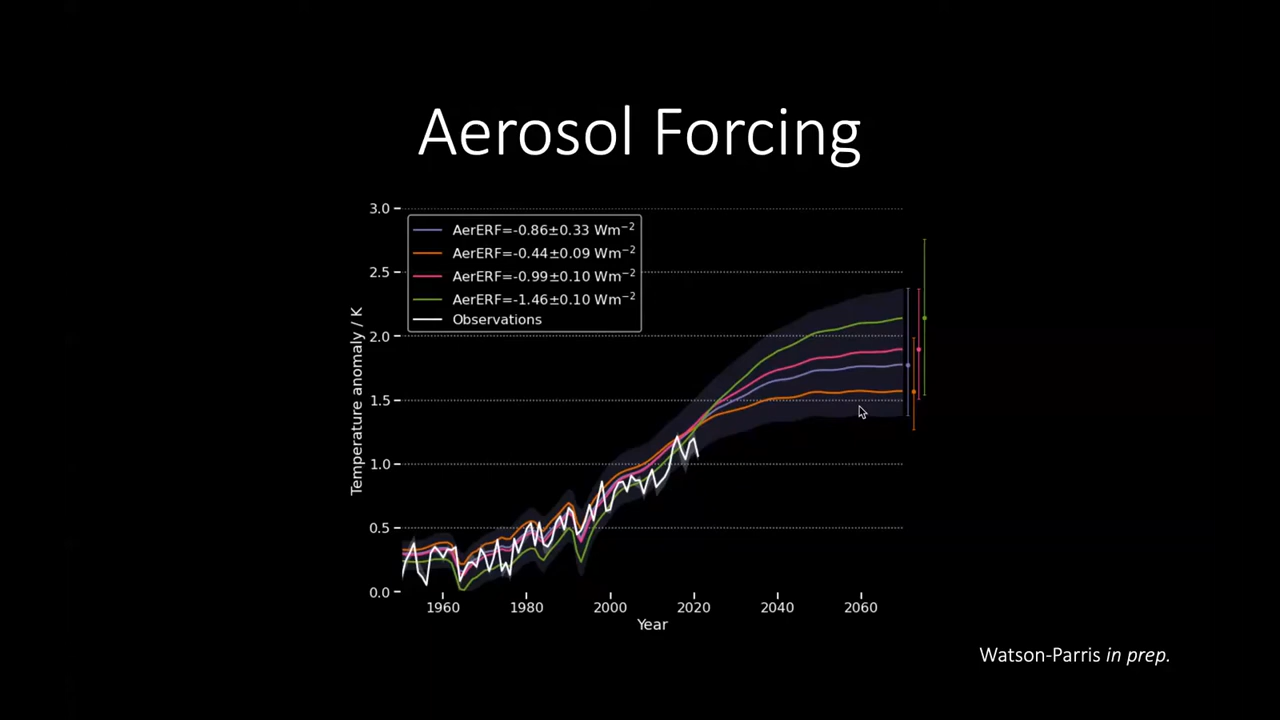 Aerosol Forcing
3.0
2.5
2.0
1.5
1.0
0.5
0.0
Temperature anomaly / K
AerERF=-0.86±0.33 Wm⁻²
AerERF=-0.44±0.09 Wm⁻²
AerERF=-0.99±0.10 Wm⁻²
AerERF=-1.46±0.10 Wm⁻²
Observations
1960 1980 2000 2020 2040 2060
Year
Watson-Parris in prep.